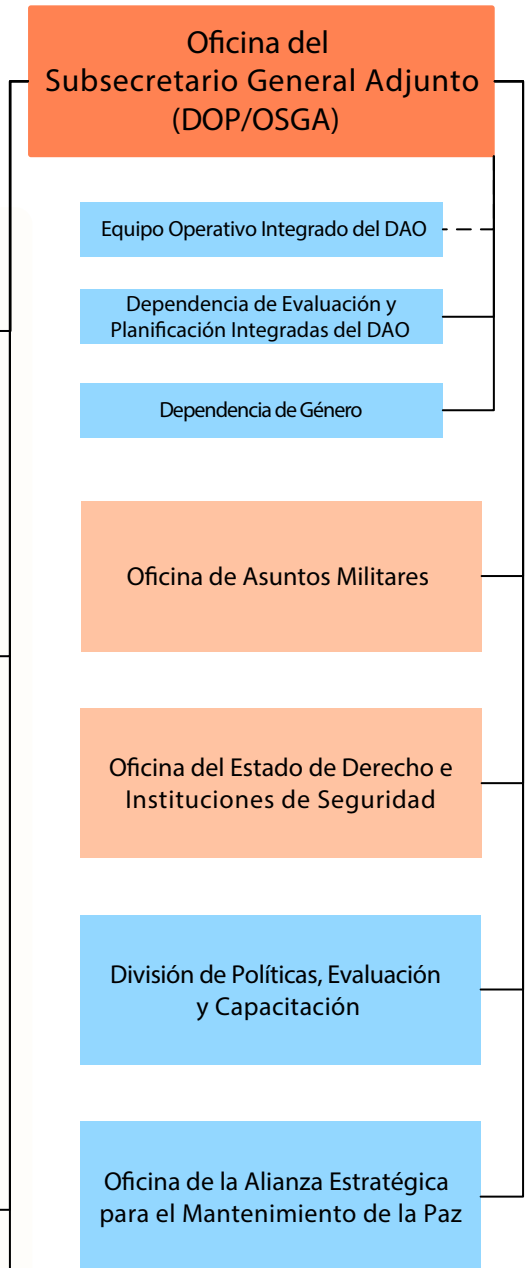 Oficina del
Subsecretario General Adjunto
(DOP/OSGA)
Equipo Operativo Integrado del DAO
Dependencia de Evaluación y
Planificación Integradas del DAO
Dependencia de Género
Oficina de Asuntos Militares
Oficina del Estado de Derecho e
Instituciones de Seguridad
División de Políticas, Evaluación
y Capacitación
Oficina de la Alianza Estratégica
para el Mantenimiento de la Paz